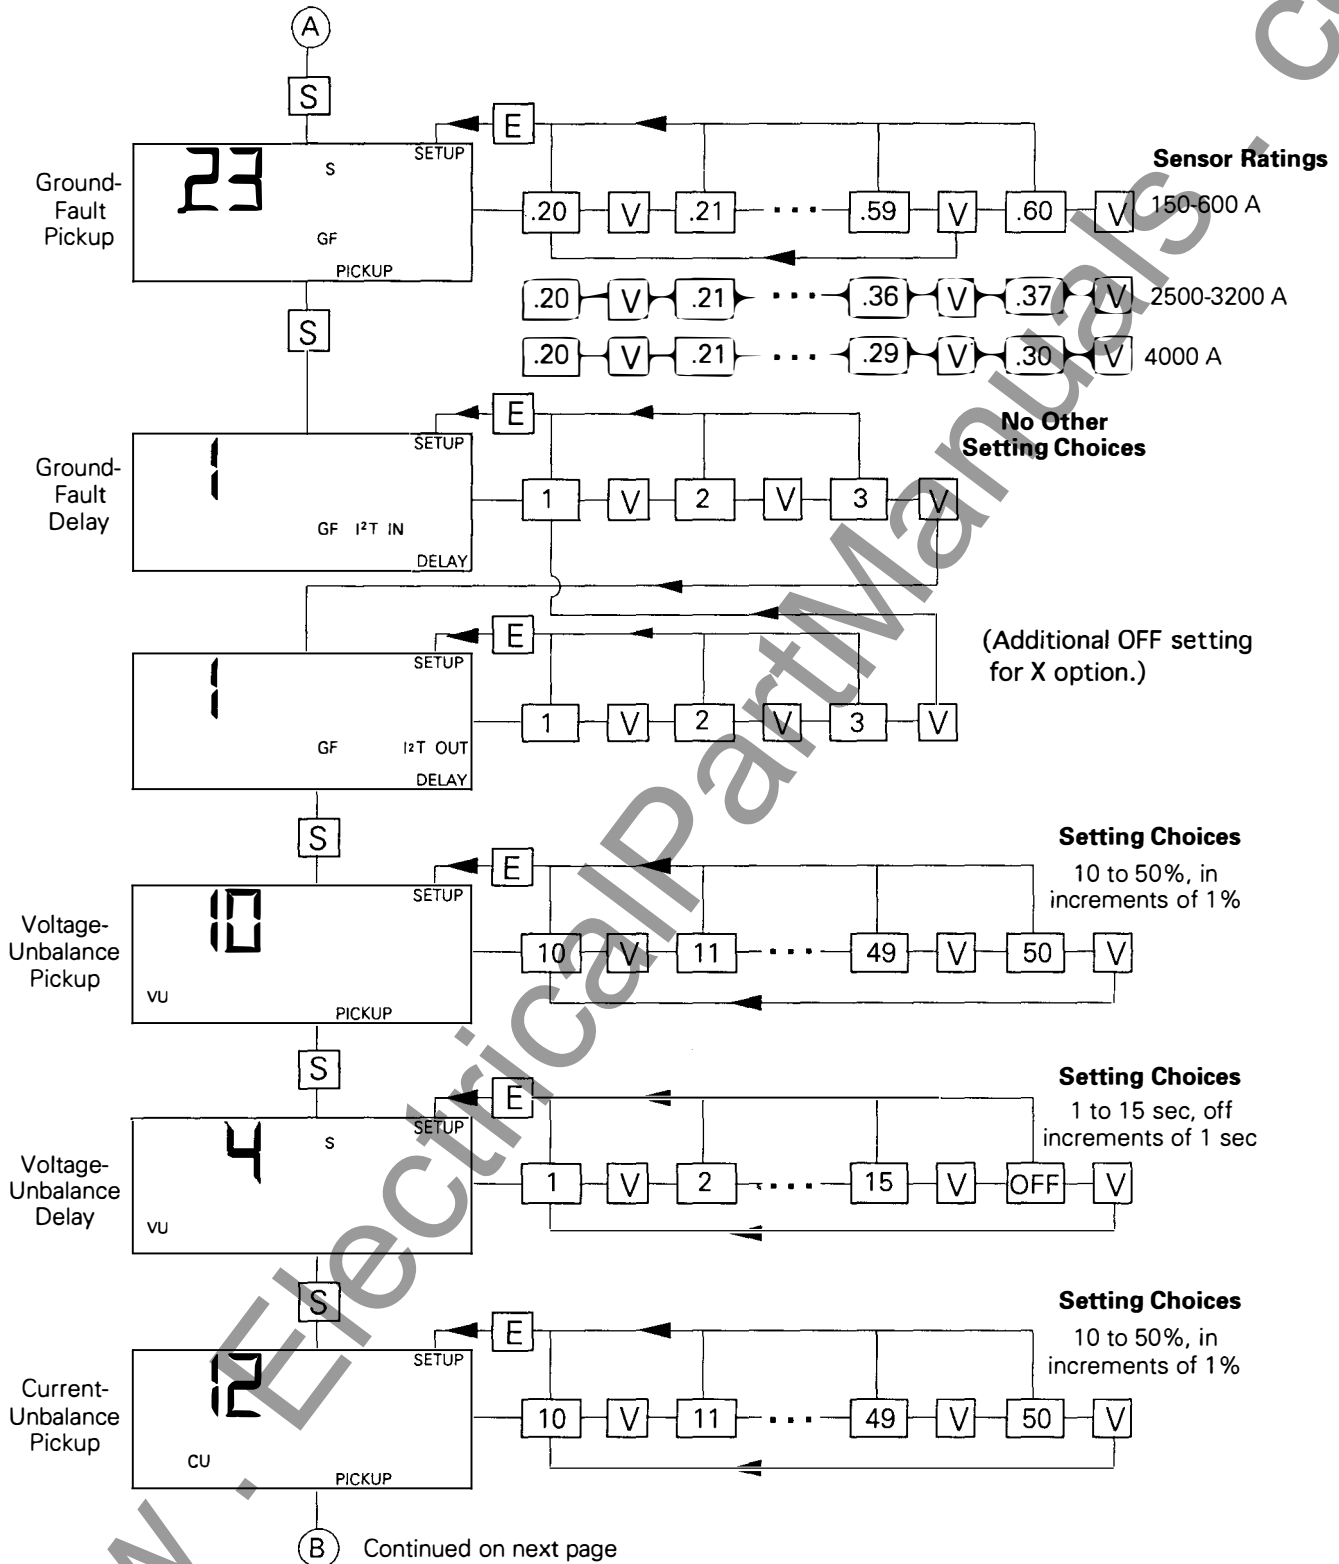 A
S
E
SETUP
23
S
Sensor Ratings
Ground-
Fault
Pickup
.20 V .21 ... .59 V .60 V 150-600 A
GF
PICKUP
.20 V .21 ... .36 V .37 V 2500-3200 A
S
.20 V .21 ... .29 V .30 V 4000 A
E
No Other
Setting Choices
SETUP
1
Ground-
Fault
Delay
1 V 2 V 3 V
GF I²T IN
DELAY
E
(Additional OFF setting
for X option.)
SETUP
1
1 V 2 V 3 V
GF I²T OUT
DELAY
S
Setting Choices
10 to 50%, in
increments of 1%
E
SETUP
10
Voltage-
Unbalance
Pickup
10 V 11 ... 49 V 50 V
VU
PICKUP
S
Setting Choices
1 to 15 sec, off
increments of 1 sec
E
SETUP
4
S
Voltage-
Unbalance
Delay
1 V 2 .... 15 V OFF V
VU
S
Setting Choices
10 to 50%, in
increments of 1%
E
SETUP
12
Current-
Unbalance
Pickup
10 V 11 ... 49 V 50 V
CU
PICKUP
B Continued on next page
w . ElectricalPartManuals . c